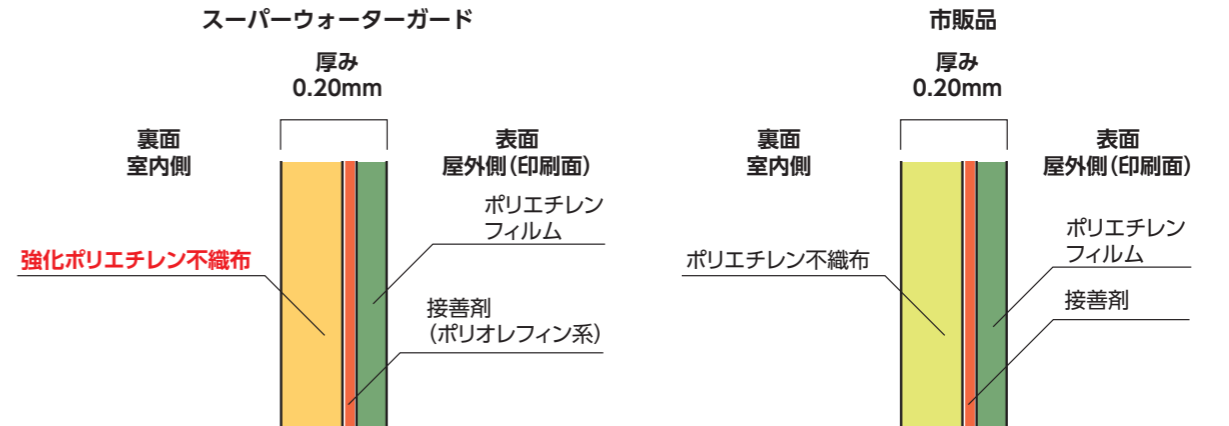 スーパーウォーターガード
厚み
0.20mm
裏面
室内側
表面
屋外側(印刷面)
ポリエチレン
フィルム
強化ポリエチレン不織布
接善剤
(ポリオレフィン系)
市販品
厚み
0.20mm
裏面
室内側
表面
屋外側(印刷面)
ポリエチレン
フィルム
ポリエチレン不織布
接善剤